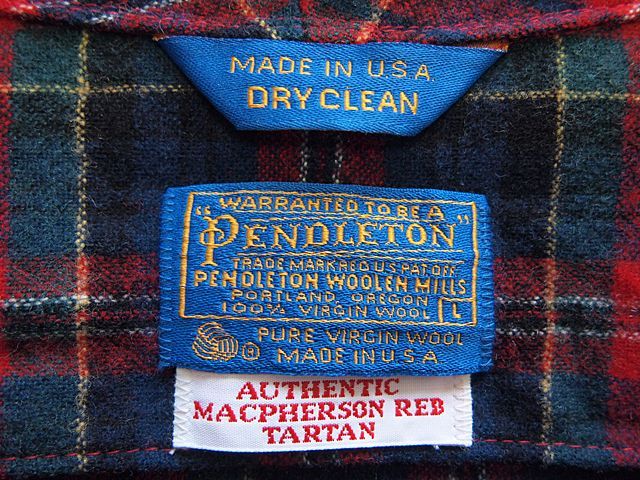 MADE IN U.S.A.
DRY CLEAN
WARRANTED TO BE A
"PENDLETON"
TRADE MARK REG U.S. PAT. OFF.
PENDLETON WOOLEN MILLS
PORTLAND, OREGON
100% VIRGIN WOOL L
® PURE VIRGIN WOOL
MADE IN U.S.A
AUTHENTIC
MACPHERSON REB
TARTAN